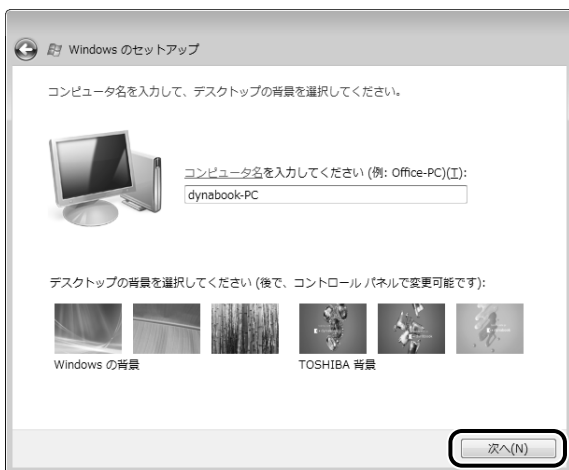 Windows のセットアップ
コンピュータ名を入力して、デスクトップの背景を選択してください。
コンピュータ名を入力してください (例: Office-PC)(T):
dynabook-PC
デスクトップの背景を選択してください (後で、コントロール パネルで変更可能です):
Windows の背景
TOSHIBA 背景
次へ(N)